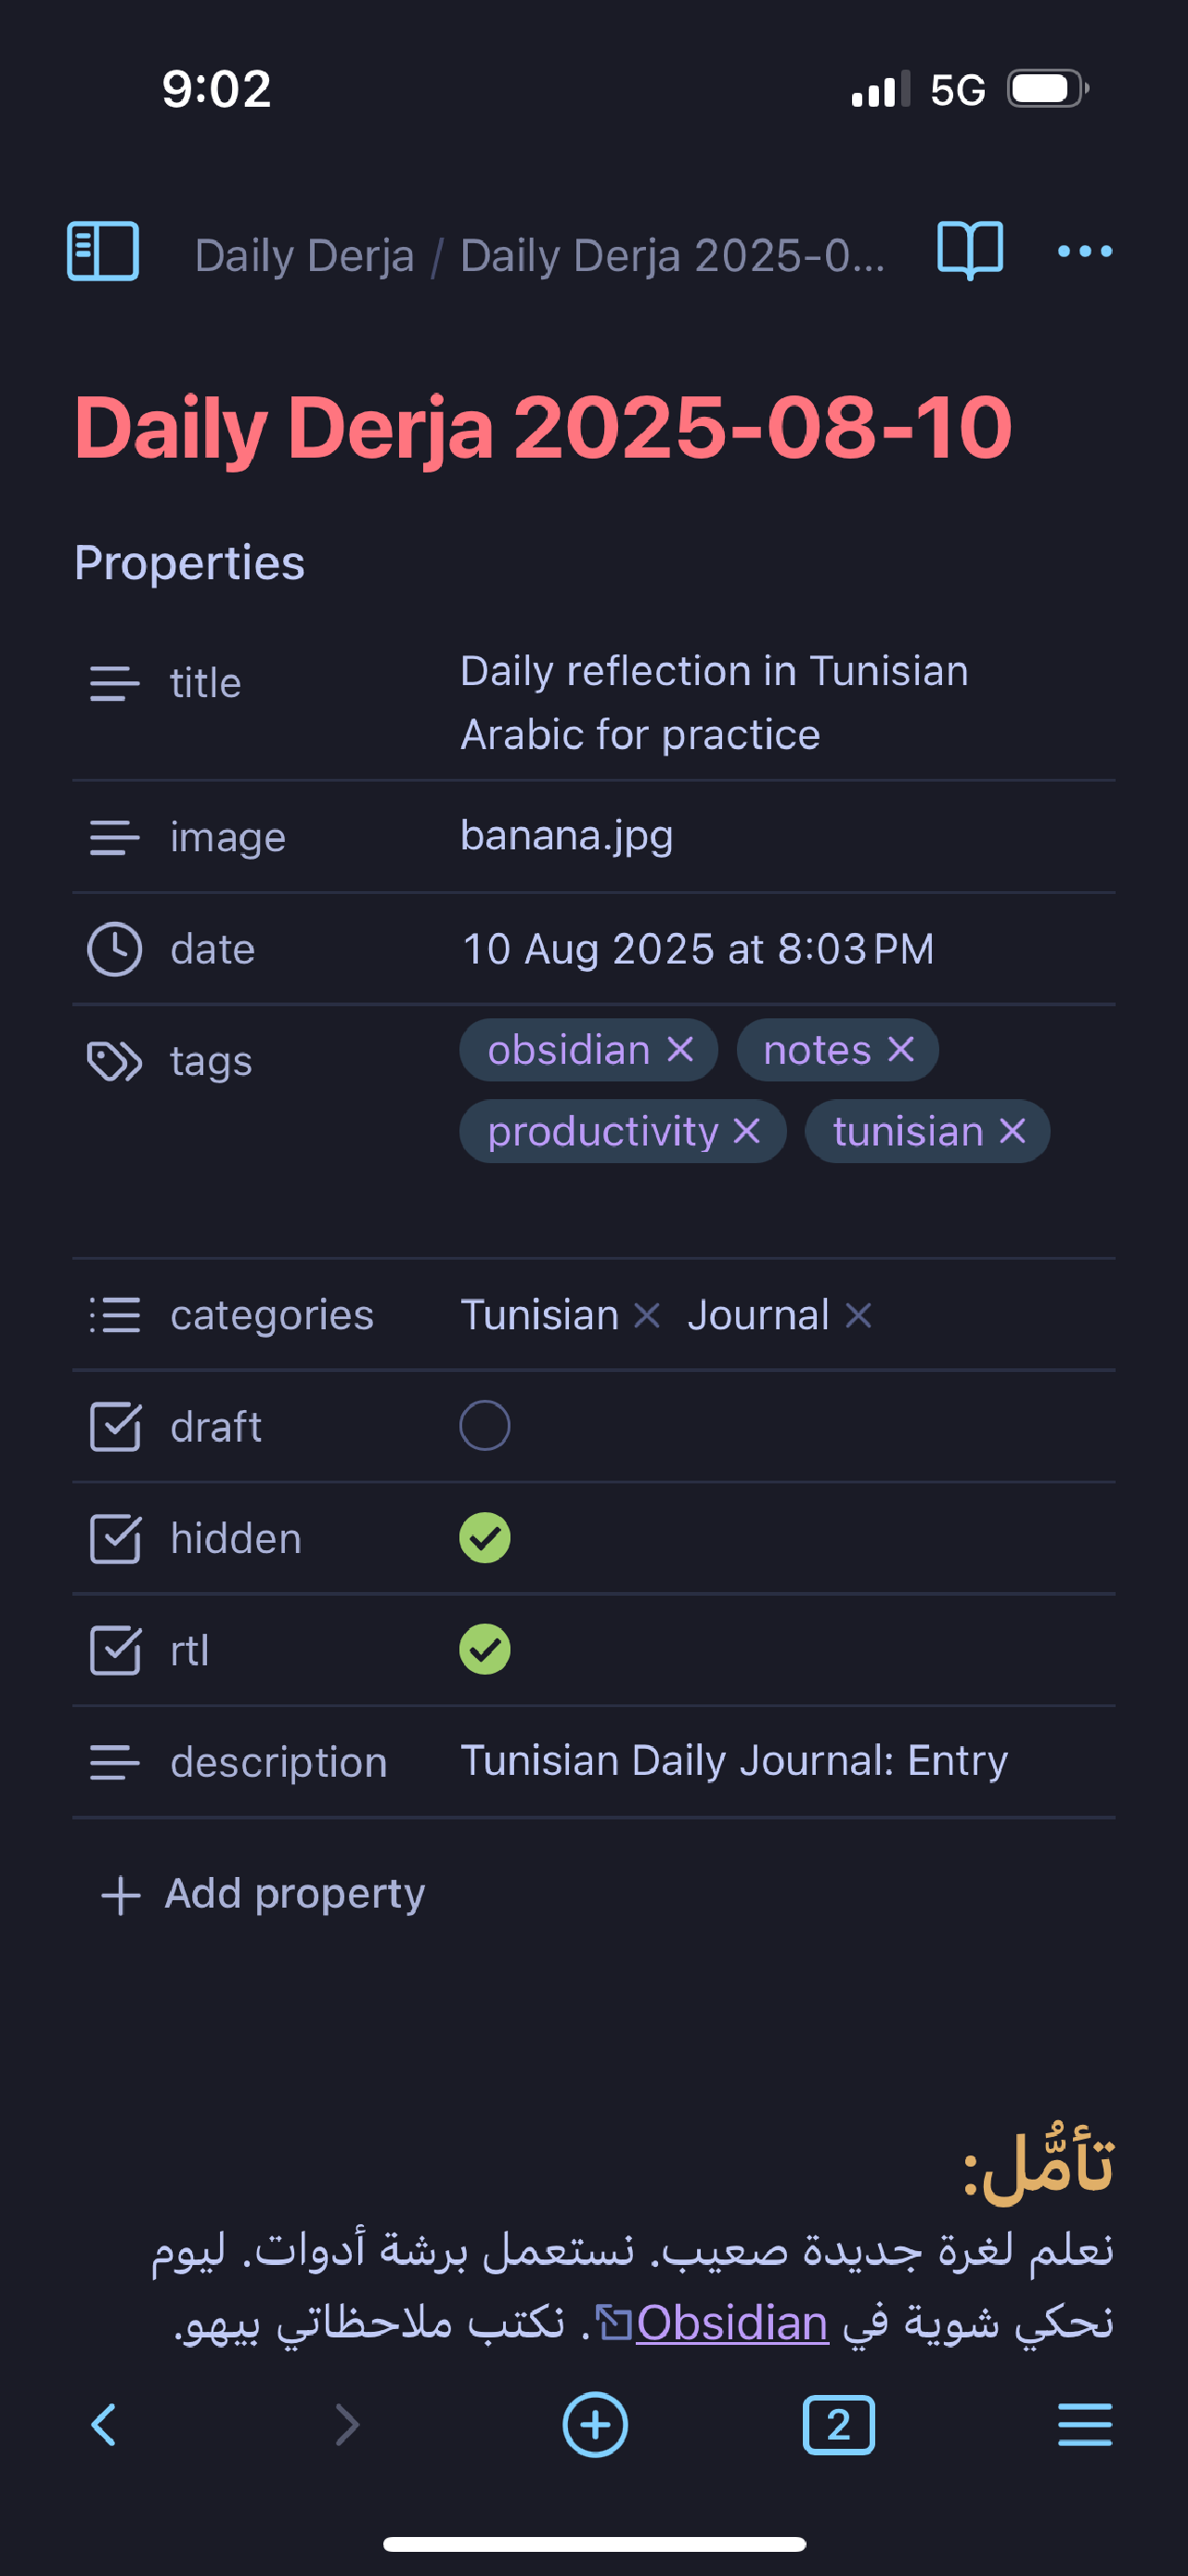 9:02
5G
Daily Derja / Daily Derja 2025-0...
Daily Derja 2025-08-10
Properties
title
Daily reflection in Tunisian
Arabic for practice
image
banana.jpg
date
10 Aug 2025 at 8:03 PM
tags
obsidian
notes
productivity
tunisian
categories
Tunisian
Journal
draft
hidden
rtl
description
Tunisian Daily Journal: Entry
Add property
تأمُّل:
نعلم لغرة جديدة صعيب. نستعمل برشة أدوات. ليوم
نحكي شوية في Obsidian. نكتب ملاحظاتي بيهو.
2